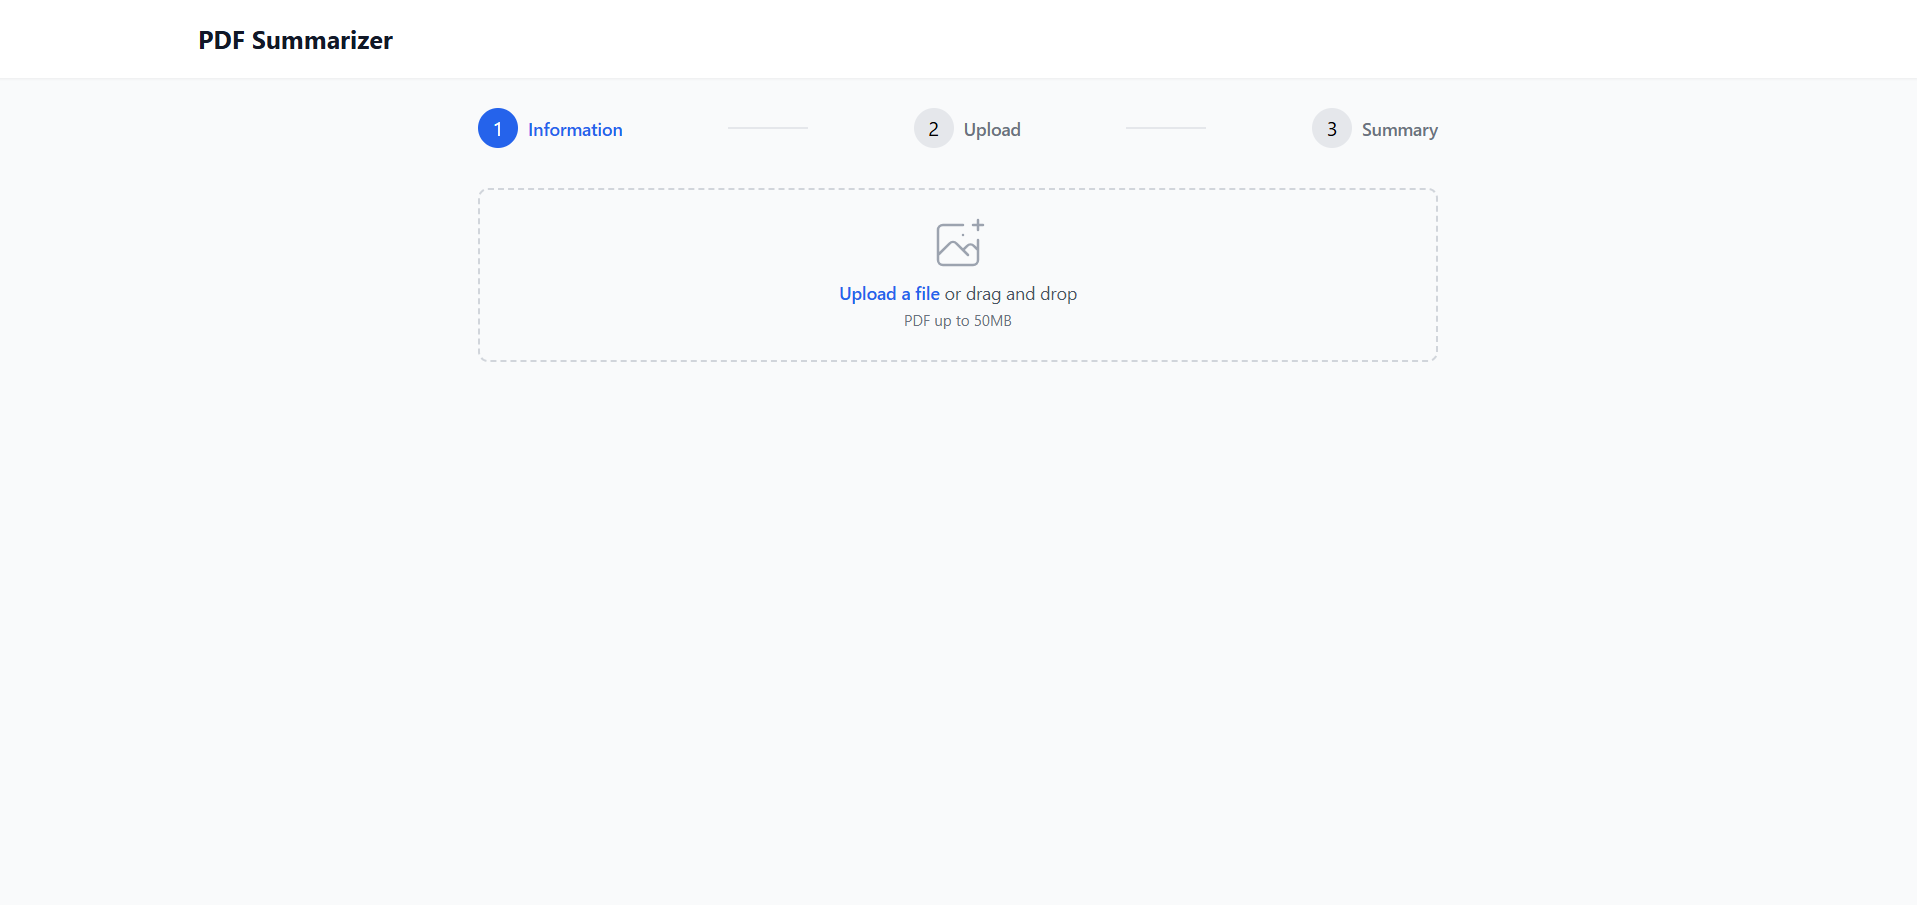 PDF Summarizer
1 Information
2 Upload
3 Summary
Upload a file or drag and drop
PDF up to 50MB